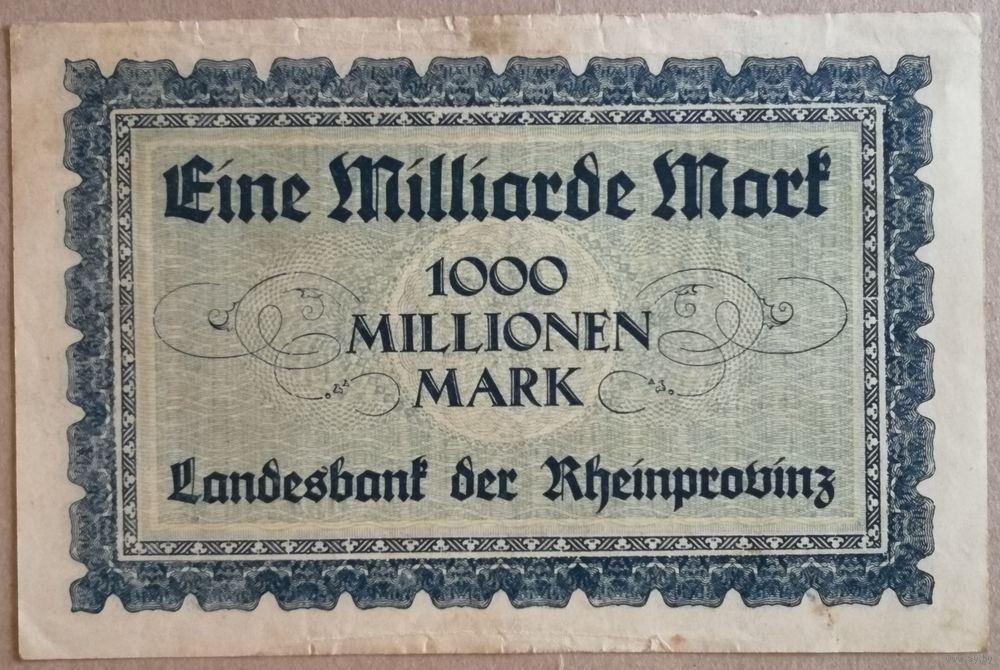 Eine Milliarde Mark
1000
MILLIONEN
MARK
Landesbank der Rheinprovinz